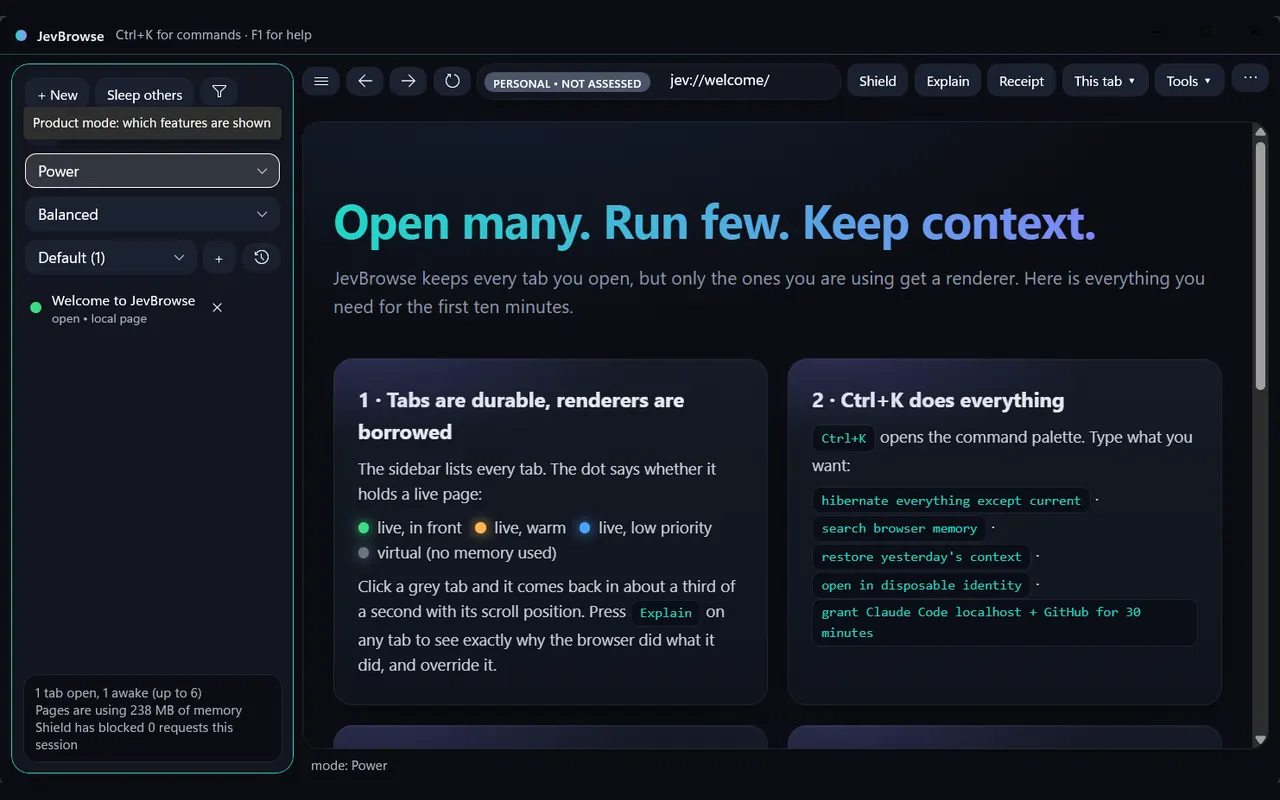 JevBrowse Ctrl+K for commands · F1 for help
+ New Sleep others
Product mode: which features are shown
Power
Balanced
Default (1) +
Welcome to JevBrowse
open • local page
1 tab open, 1 awake (up to 6)
Pages are using 238 MB of memory
Shield has blocked 0 requests this
session
PERSONAL • NOT ASSESSED jev://welcome/ Shield Explain Receipt This tab ▾ Tools ▾ ···
Open many. Run few. Keep context.
JevBrowse keeps every tab you open, but only the ones you are using get a renderer. Here is everything you
need for the first ten minutes.
1 · Tabs are durable, renderers are
borrowed
The sidebar lists every tab. The dot says whether it
holds a live page:
live, in front live, warm live, low priority
virtual (no memory used)
Click a grey tab and it comes back in about a third of
a second with its scroll position. Press Explain on
any tab to see exactly why the browser did what it
did, and override it.
2 · Ctrl+K does everything
Ctrl+K opens the command palette. Type what you
want:
hibernate everything except current ·
search browser memory ·
restore yesterday's context ·
open in disposable identity ·
grant Claude Code localhost + GitHub for 30
minutes
mode: Power